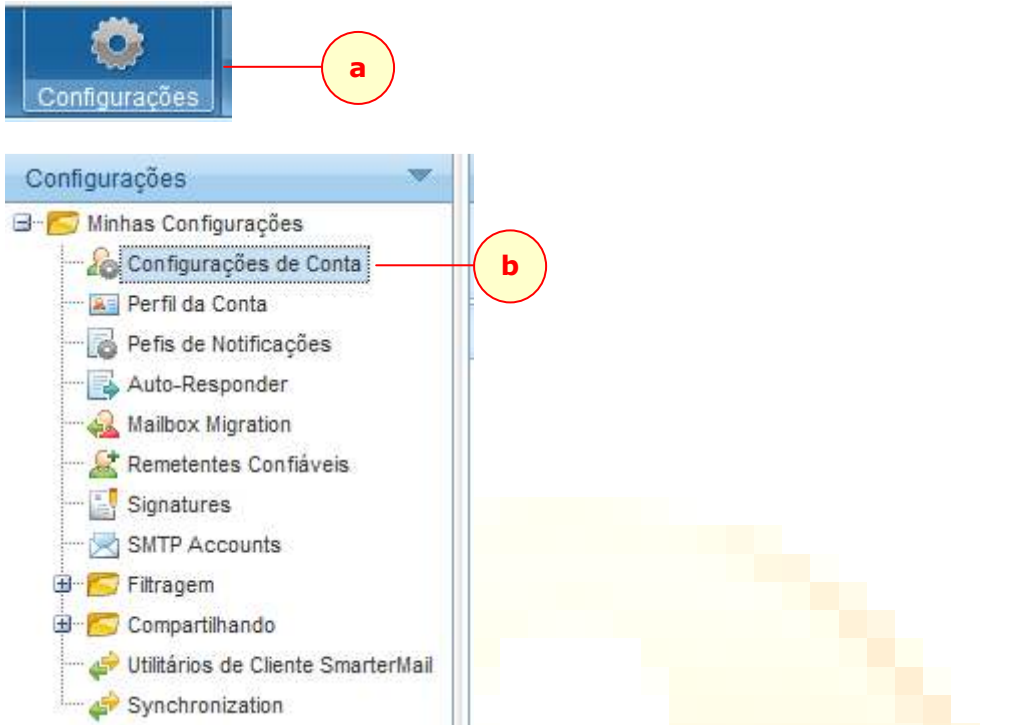 Configurações
a
Configurações
Minhas Configurações
Configurações de Conta
b
Perfil da Conta
Pefis de Notificações
Auto-Responder
Mailbox Migration
Remetentes Confiáveis
Signatures
SMTP Accounts
Filtragem
Compartilhando
Utilitários de Cliente SmarterMail
Synchronization